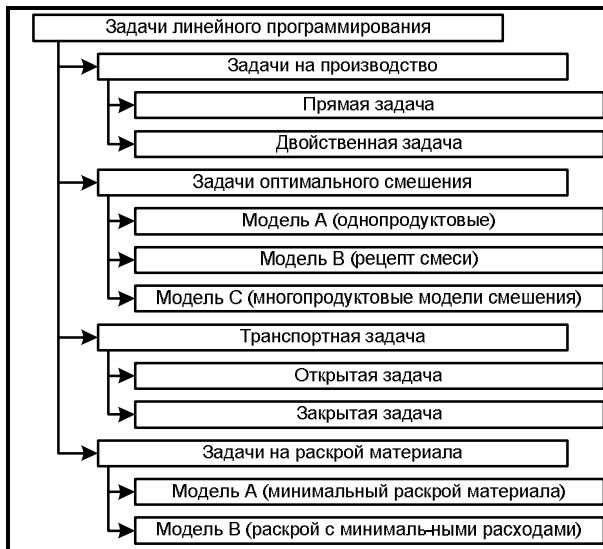 Задачи линейного программирования
Задачи на производство
Прямая задача
Двойственная задача
Задачи оптимального смешения
Модель А (однопродуктовые)
Модель В (рецепт смеси)
Модель С (многопродуктовые модели смешения)
Транспортная задача
Открытая задача
Закрытая задача
Задачи на раскрой материала
Модель А (минимальный раскрой материала)
Модель В (раскрой с минималь-ными расходами)